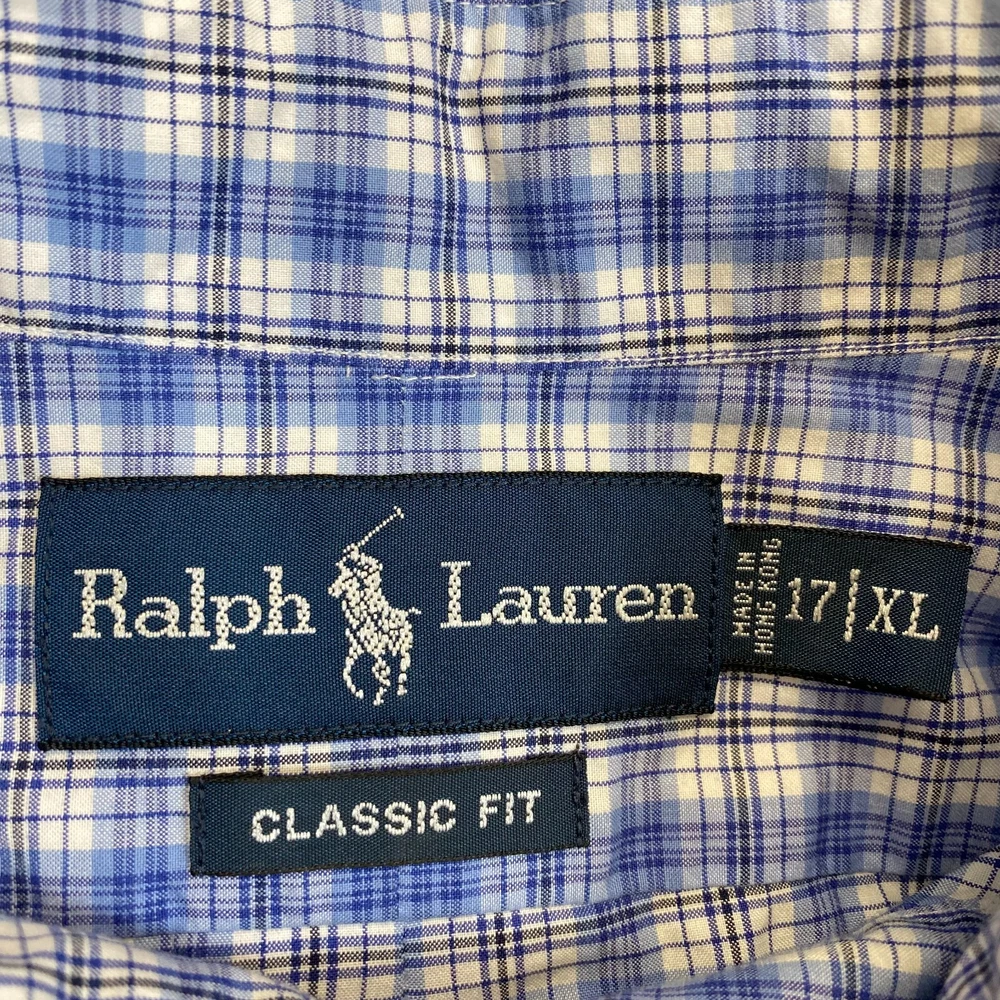 Ralph Lauren
MADE IN
HONG KONG
17|XL
CLASSIC FIT